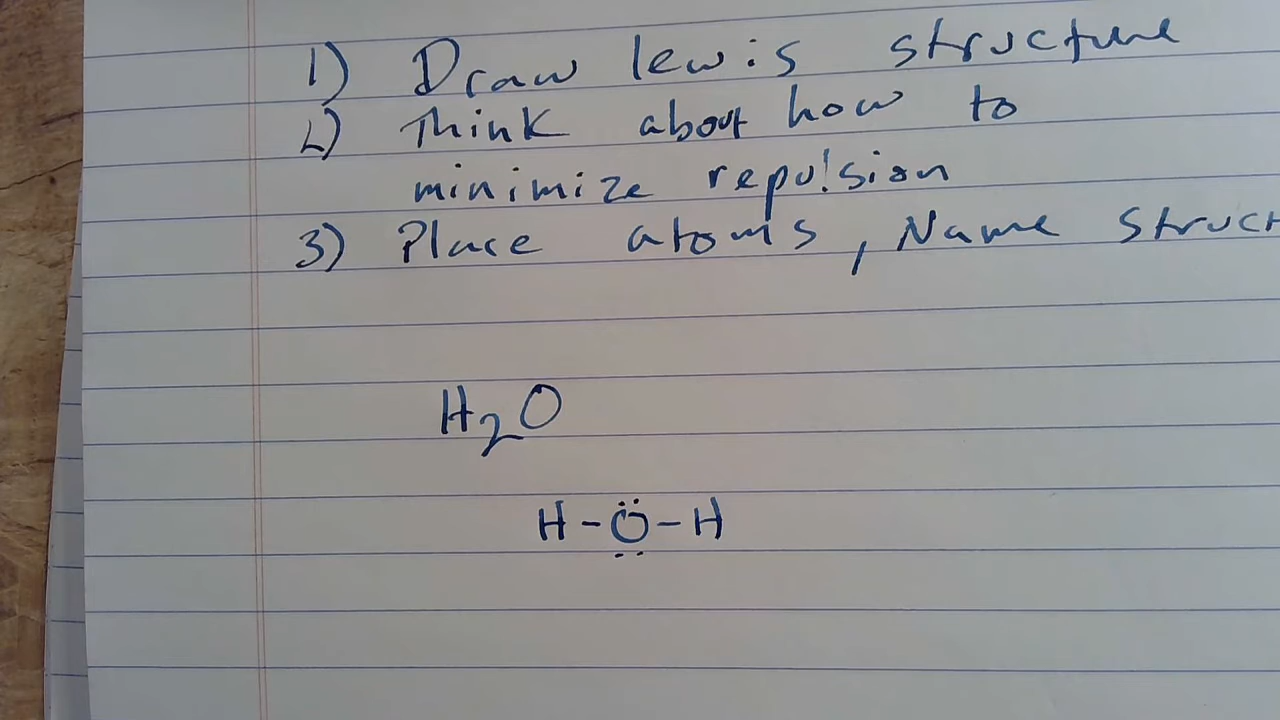 1) Draw lewis structure
2) Think about how to
minimize repulsion
3) Place atoms, Name Struct
H2O
H-Ö-H